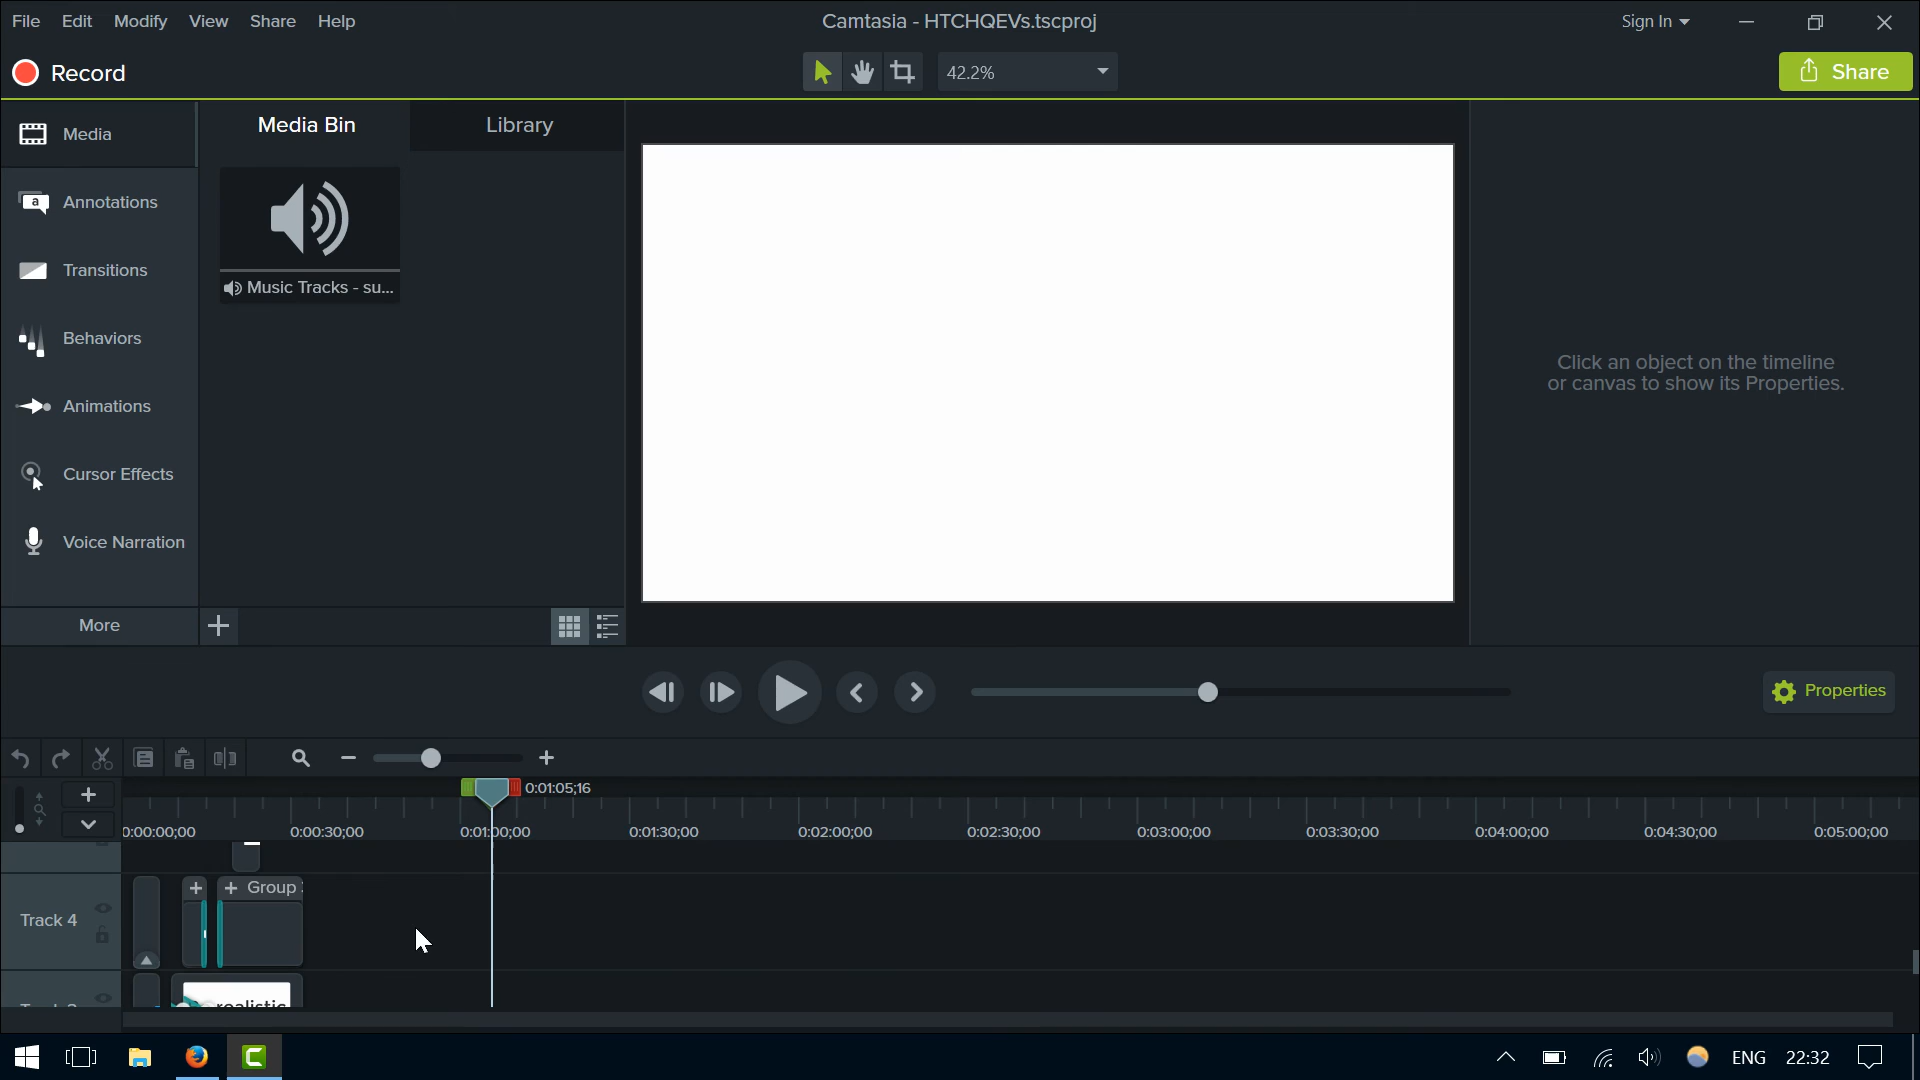 File Edit Modify View Share Help
Camtasia - HTCHQEVs.tscproj
Sign In
Record
42.2%
Share
Media
Media Bin
Library
Annotations
Transitions
Behaviors
Animations
Cursor Effects
Voice Narration
More
Music Tracks - su...
Click an object on the timeline
or canvas to show its Properties.
Properties
0:01:05;16
0:00:00;00 0:00:30;00 0:01:00;00 0:01:30;00 0:02:00;00 0:02:30;00 0:03:00;00 0:03:30;00 0:04:00;00 0:04:30;00 0:05:00;00
Track 4
Group
realistic
ENG 22:32